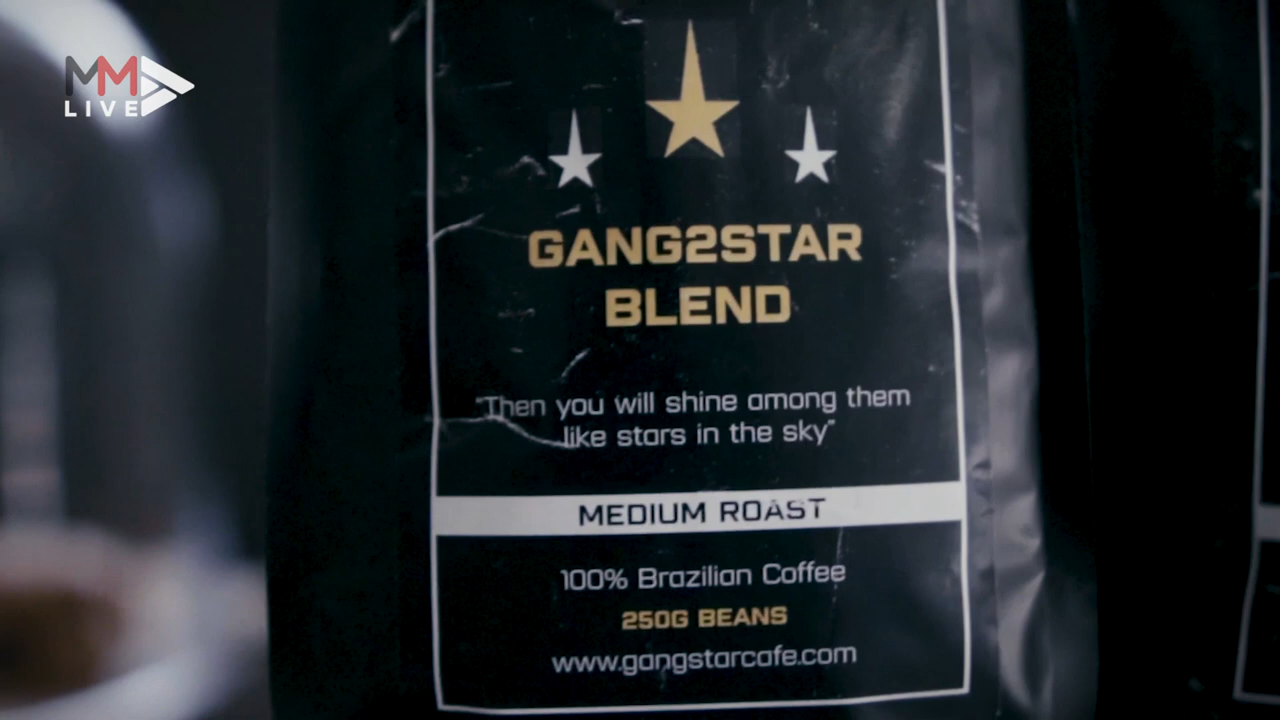 MM
LIVE
GANG2STAR
BLEND
"Then you will shine among them
like stars in the sky"
MEDIUM ROAST
100% Brazilian Coffee
250G BEANS
www.gangstarcafe.com